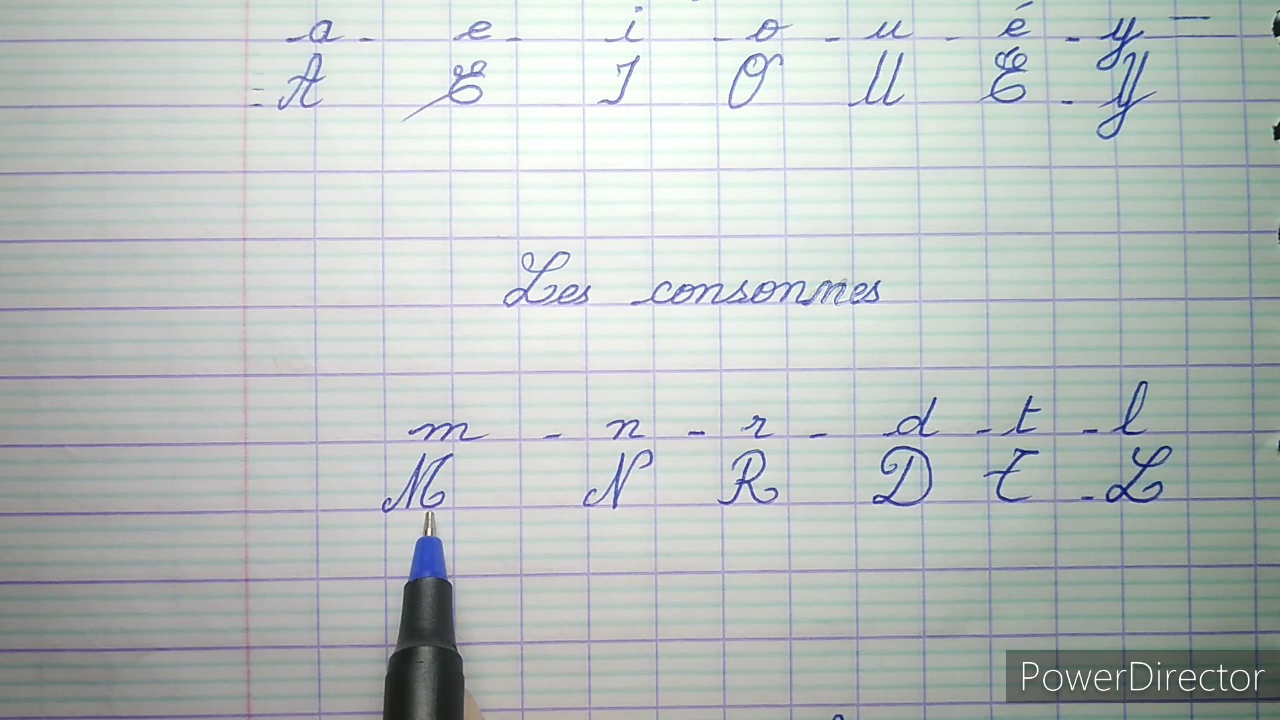 a - e - i - o - u - é - y -
A E I O U E - Y
Les consonnes
m - n - r - d - t - l
M N R D T - L
PowerDirector